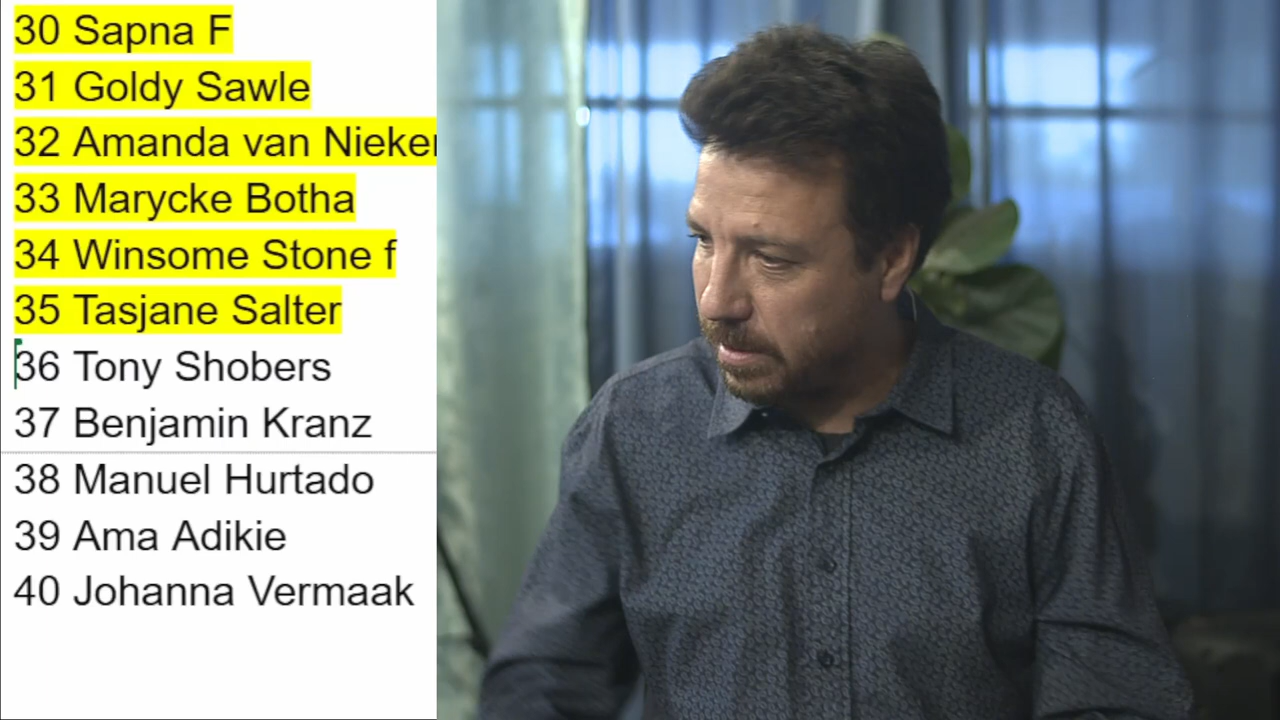 30 Sapna F
31 Goldy Sawle
32 Amanda van
33 Marycke Botha
34 Winsome Stone f
35 Tasjane Salter
36 Tony Shobers
37 Benjamin Kranz
38 Manuel Hurtado
39 Ama Adikie
40 Johanna Vermaak